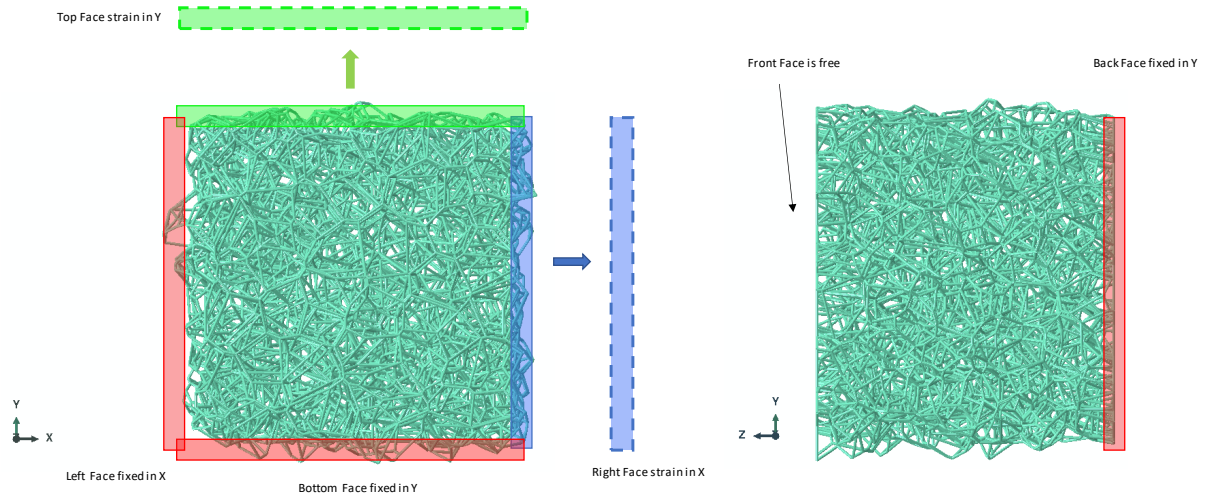 Top Face strain in Y
Front Face is free
Back Face fixed in Y
Y
X
Y
Z
Left Face fixed in X
Bottom Face fixed in Y
Right Face strain in X